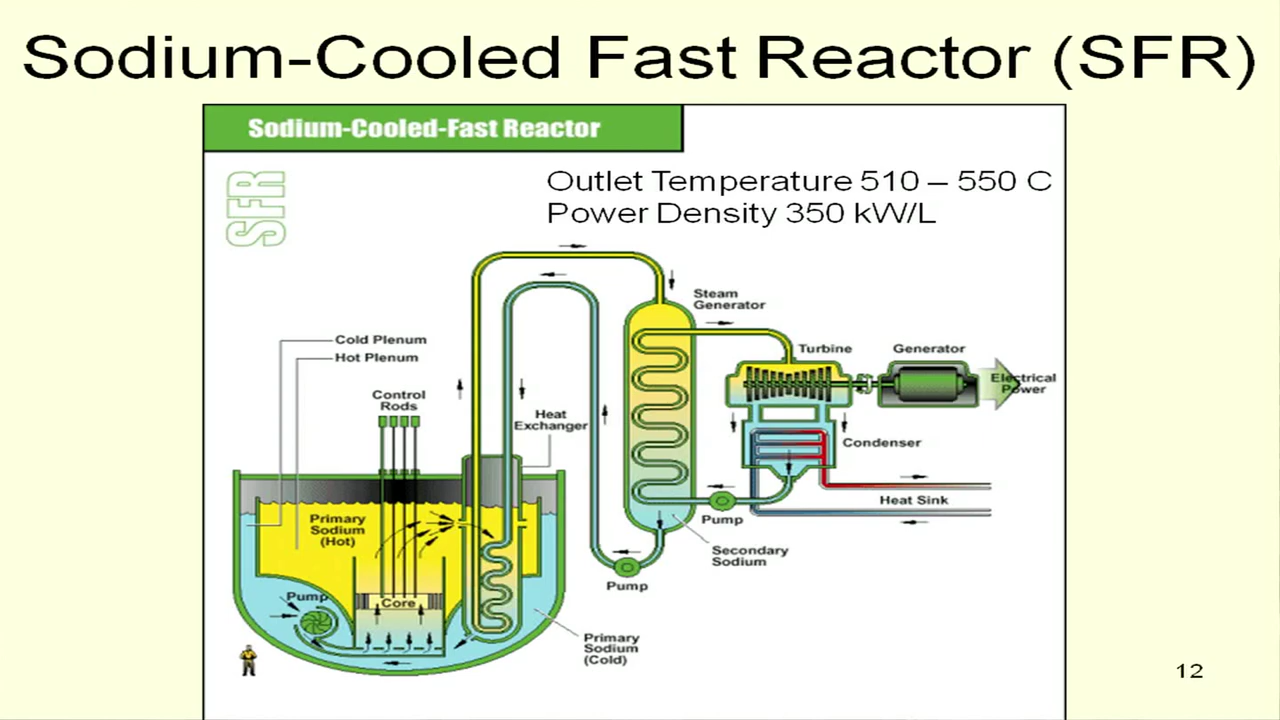 Sodium-Cooled Fast Reactor (SFR)
Sodium-Cooled-Fast Reactor
SFR
Outlet Temperature 510 – 550 C
Power Density 350 kW/L
Steam
Generator
Cold Plenum
Hot Plenum
Turbine
Generator
Electrical
Power
Control
Rods
Heat
Exchanger
Condenser
Heat Sink
Primary
Sodium
(Hot)
Pump
Secondary
Sodium
Pump
Pump
Core
Primary
Sodium
(Cold)
12